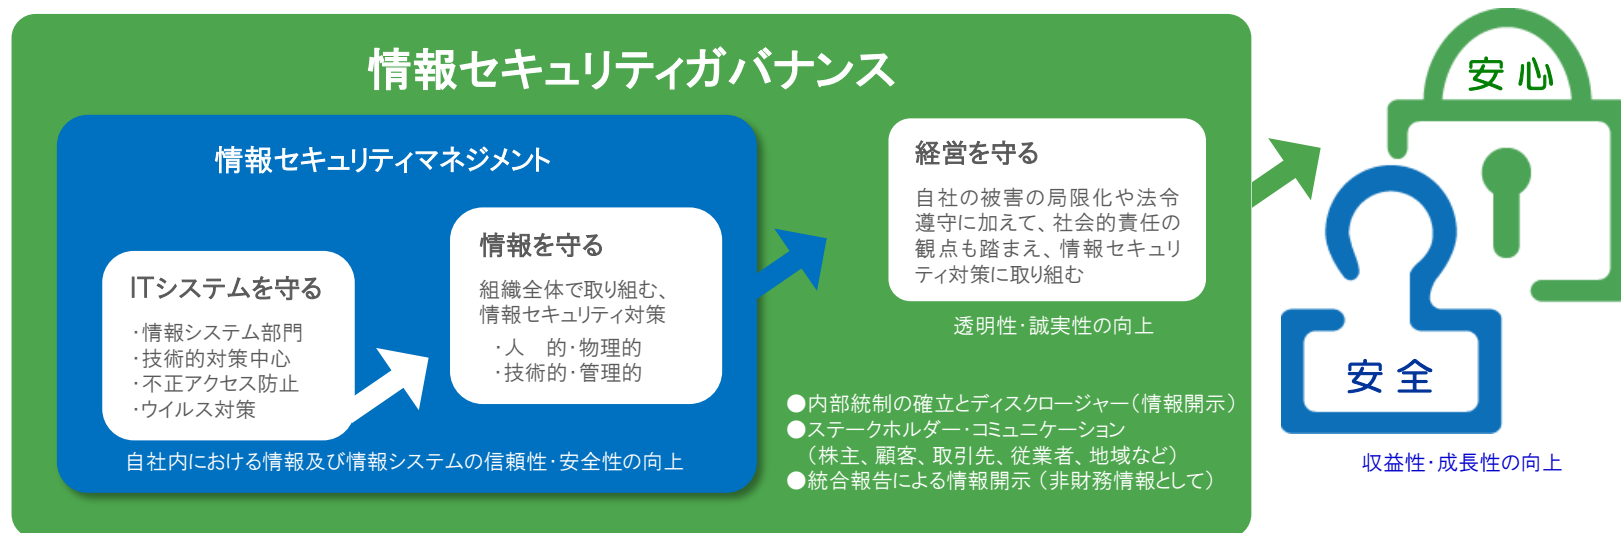 情報セキュリティガバナンス
情報セキュリティマネジメント
ITシステムを守る
・情報システム部門
・技術的対策中心
・不正アクセス防止
・ウイルス対策
情報を守る
組織全体で取り組む、
情報セキュリティ対策
・人　的・物理的
・技術的・管理的
自社内における情報及び情報システムの信頼性・安全性の向上
経営を守る
自社の被害の局限化や法令
遵守に加えて、社会的責任の
観点も踏まえ、情報セキュリ
ティ対策に取り組む
透明性・誠実性の向上
●内部統制の確立とディスクロージャー（情報開示）
●ステークホルダー・コミュニケーション
（株主、顧客、取引先、従業者、地域など）
●統合報告による情報開示（非財務情報として）
安 心
安 全
収益性・成長性の向上